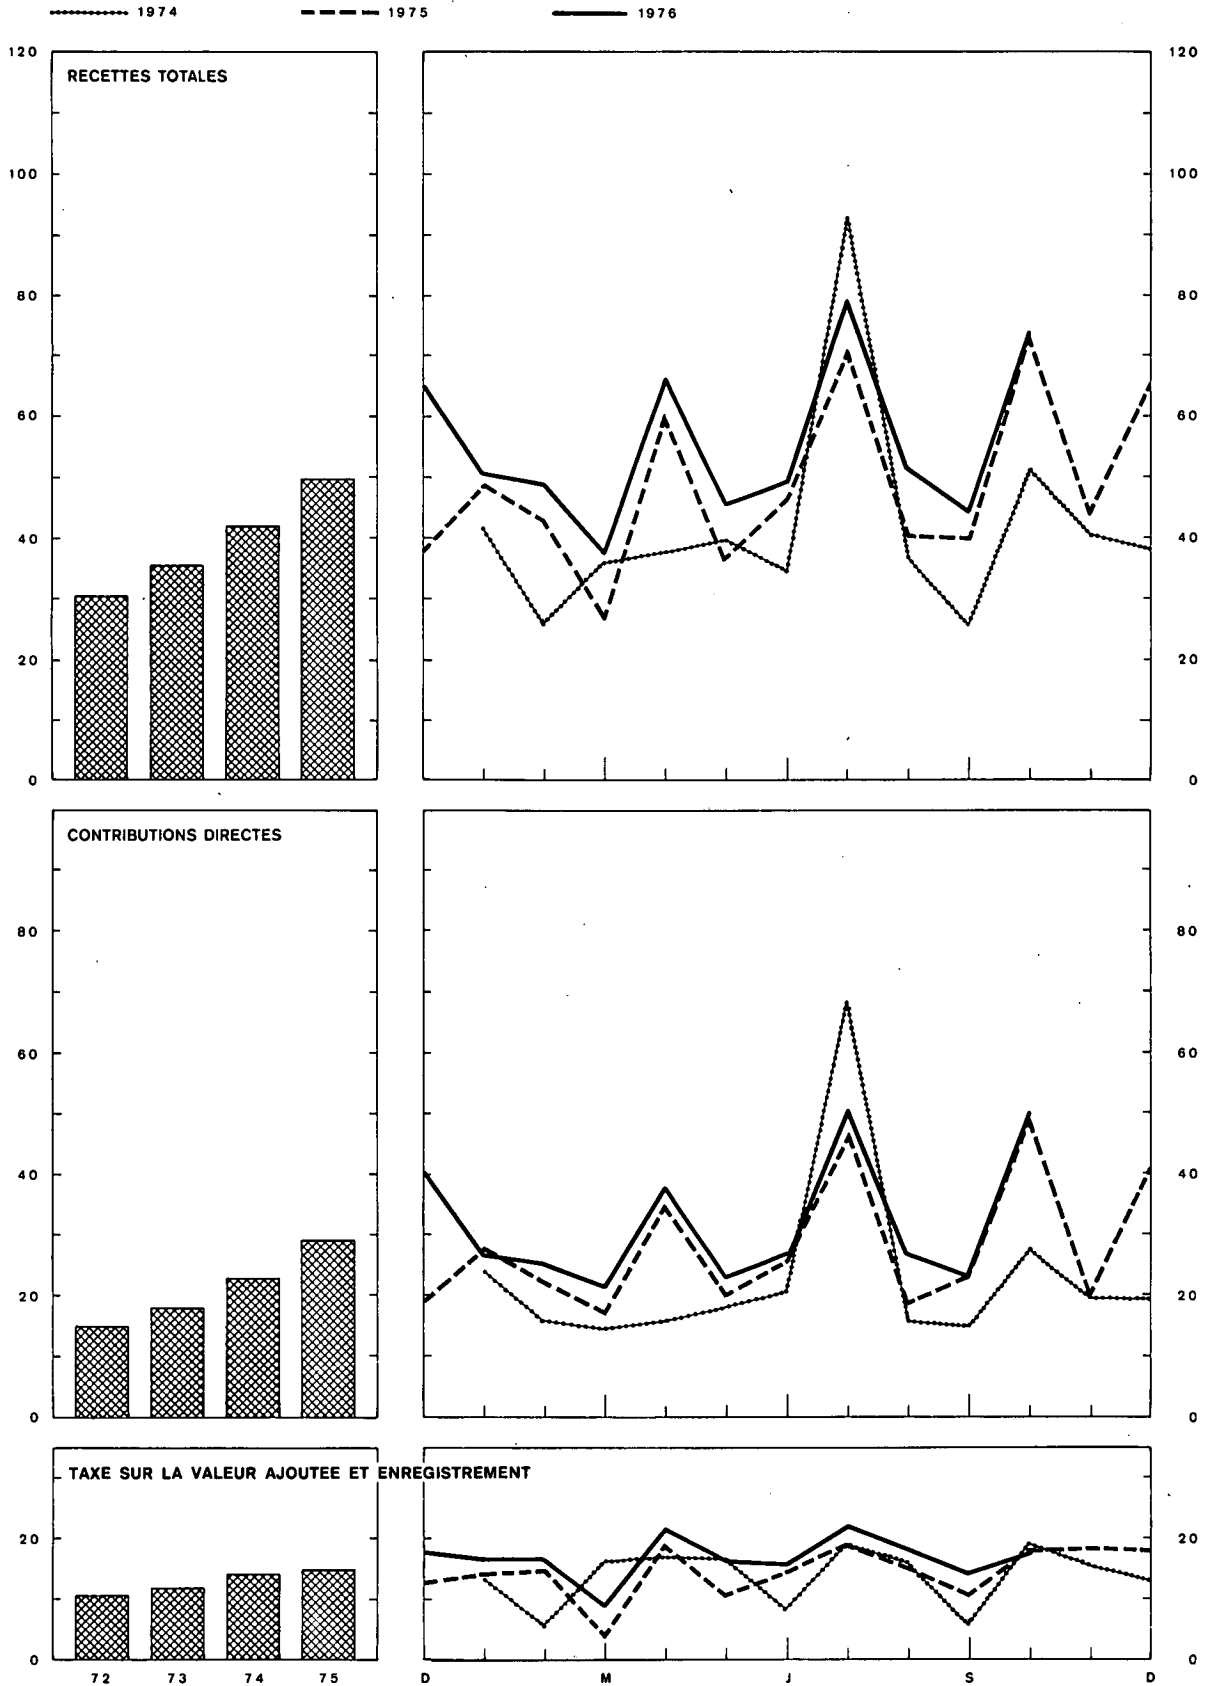 1974 1975 1976
120 120
RECETTES TOTALES
100 100
80 80
60 60
40 40
20 20
0 0
CONTRIBUTIONS DIRECTES
80 80
60 60
40 40
20 20
0 0
TAXE SUR LA VALEUR AJOUTEE ET ENREGISTREMENT
20 20
0 0
72 73 74 75 D M J S D